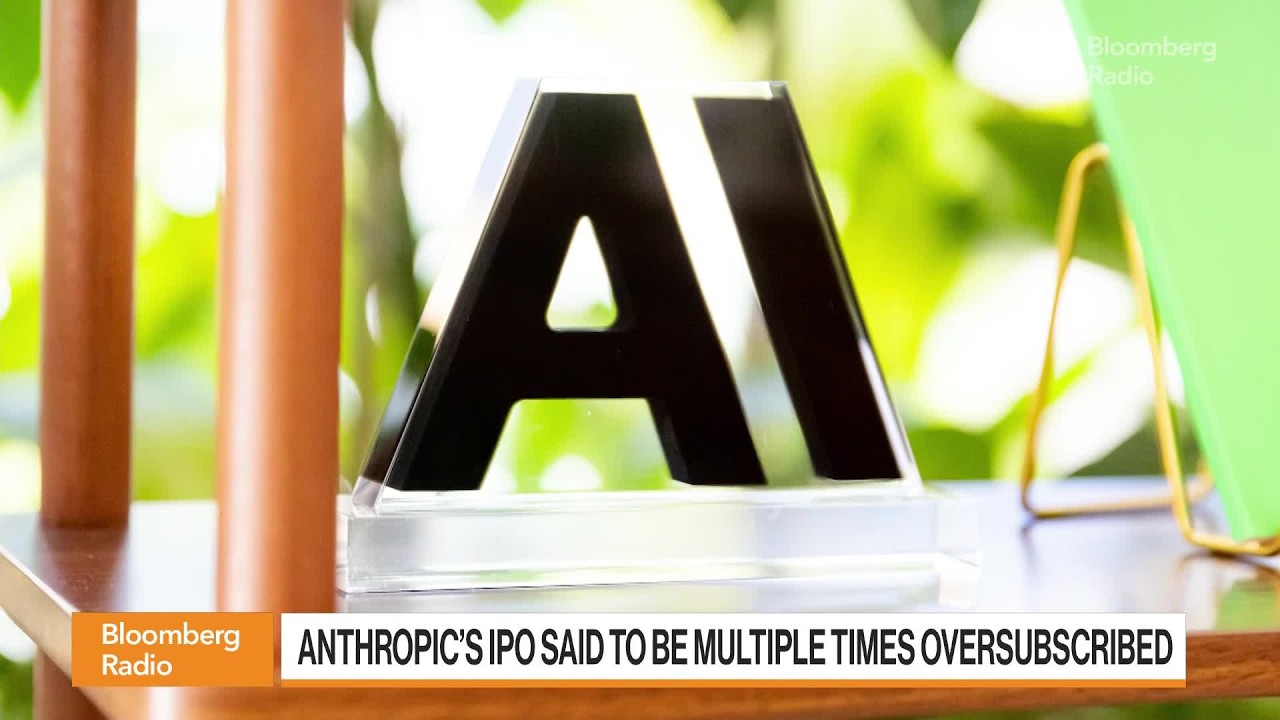 Bloomberg
Radio
AI
Bloomberg
Radio
ANTHROPIC'S IPO SAID TO BE MULTIPLE TIMES OVERSUBSCRIBED